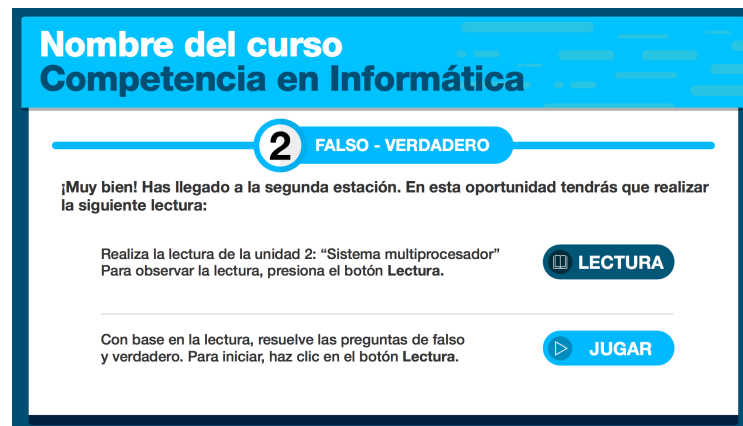 Nombre del curso
Competencia en Informática
2 FALSO - VERDADERO
¡Muy bien! Has llegado a la segunda estación. En esta oportunidad tendrás que realizar
la siguiente lectura:
Realiza la lectura de la unidad 2: “Sistema multiprocesador”
Para observar la lectura, presiona el botón Lectura.
LECTURA
Con base en la lectura, resuelve las preguntas de falso
y verdadero. Para iniciar, haz clic en el botón Lectura.
JUGAR